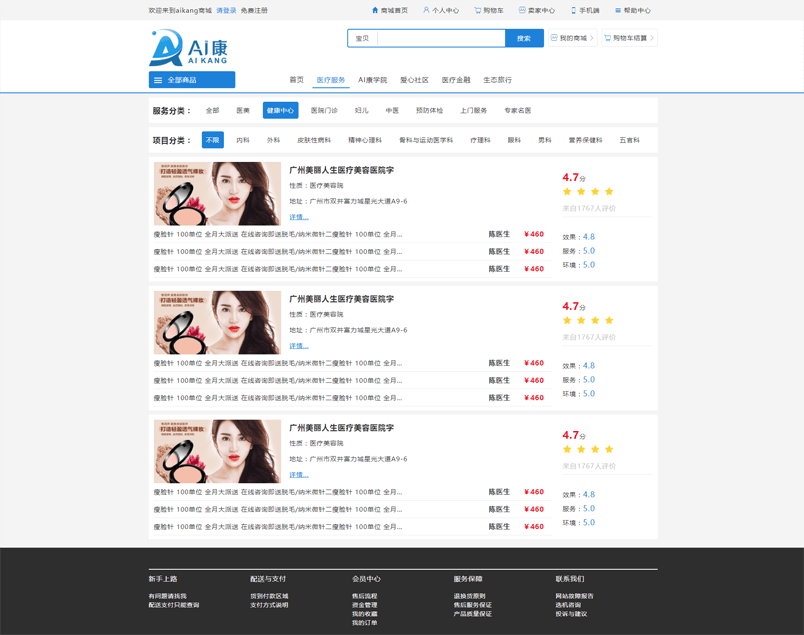 欢迎来到aikang商城 请登录 免费注册
商城首页 个人中心 购物车 卖家中心 手机端 帮助中心
AI康
AI KANG
宝贝 搜索 我的商城 购物车结算
全部商品
首页 医疗服务 AI康学院 爱心社区 医疗金融 生态旅行
服务分类： 全部 医美 健康中心 医院门诊 妇儿 中医 预防体检 上门服务 专家名医
项目分类： 不限 内科 外科 皮肤性病科 精神心理科 骨科与运动医学科 疗理科 眼科 男科 营养保健科 五官科
打造轻盈透气裸妆
广州美丽人生医疗美容医院字
性质：医疗美容院
地址：广州市双井富力城星光大道A9-6
详情...
瘦脸针 100单位 全月大派送 在线咨询即送脱毛/纳米微针二瘦脸针 100单位 全月... 陈医生 ¥460
瘦脸针 100单位 全月大派送 在线咨询即送脱毛/纳米微针二瘦脸针 100单位 全月... 陈医生 ¥460
瘦脸针 100单位 全月大派送 在线咨询即送脱毛/纳米微针二瘦脸针 100单位 全月... 陈医生 ¥460
4.7分
来自1767人评价
效果：4.8
服务：5.0
环境：5.0
打造轻盈透气裸妆
广州美丽人生医疗美容医院字
性质：医疗美容院
地址：广州市双井富力城星光大道A9-6
详情...
瘦脸针 100单位 全月大派送 在线咨询即送脱毛/纳米微针二瘦脸针 100单位 全月... 陈医生 ¥460
瘦脸针 100单位 全月大派送 在线咨询即送脱毛/纳米微针二瘦脸针 100单位 全月... 陈医生 ¥460
瘦脸针 100单位 全月大派送 在线咨询即送脱毛/纳米微针二瘦脸针 100单位 全月... 陈医生 ¥460
4.7分
来自1767人评价
效果：4.8
服务：5.0
环境：5.0
打造轻盈透气裸妆
广州美丽人生医疗美容医院字
性质：医疗美容院
地址：广州市双井富力城星光大道A9-6
详情...
瘦脸针 100单位 全月大派送 在线咨询即送脱毛/纳米微针二瘦脸针 100单位 全月... 陈医生 ¥460
瘦脸针 100单位 全月大派送 在线咨询即送脱毛/纳米微针二瘦脸针 100单位 全月... 陈医生 ¥460
瘦脸针 100单位 全月大派送 在线咨询即送脱毛/纳米微针二瘦脸针 100单位 全月... 陈医生 ¥460
4.7分
来自1767人评价
效果：4.8
服务：5.0
环境：5.0
新手上路 配送与支付 会员中心 服务保障 联系我们
有问题请找我 货到付款区域 售后流程 退换货原则 网站故障报告
配送支付只能查询 支付方式说明 资金管理 售后服务保证 选机咨询
我的收藏 产品质量保证 投诉与建议
我的订单